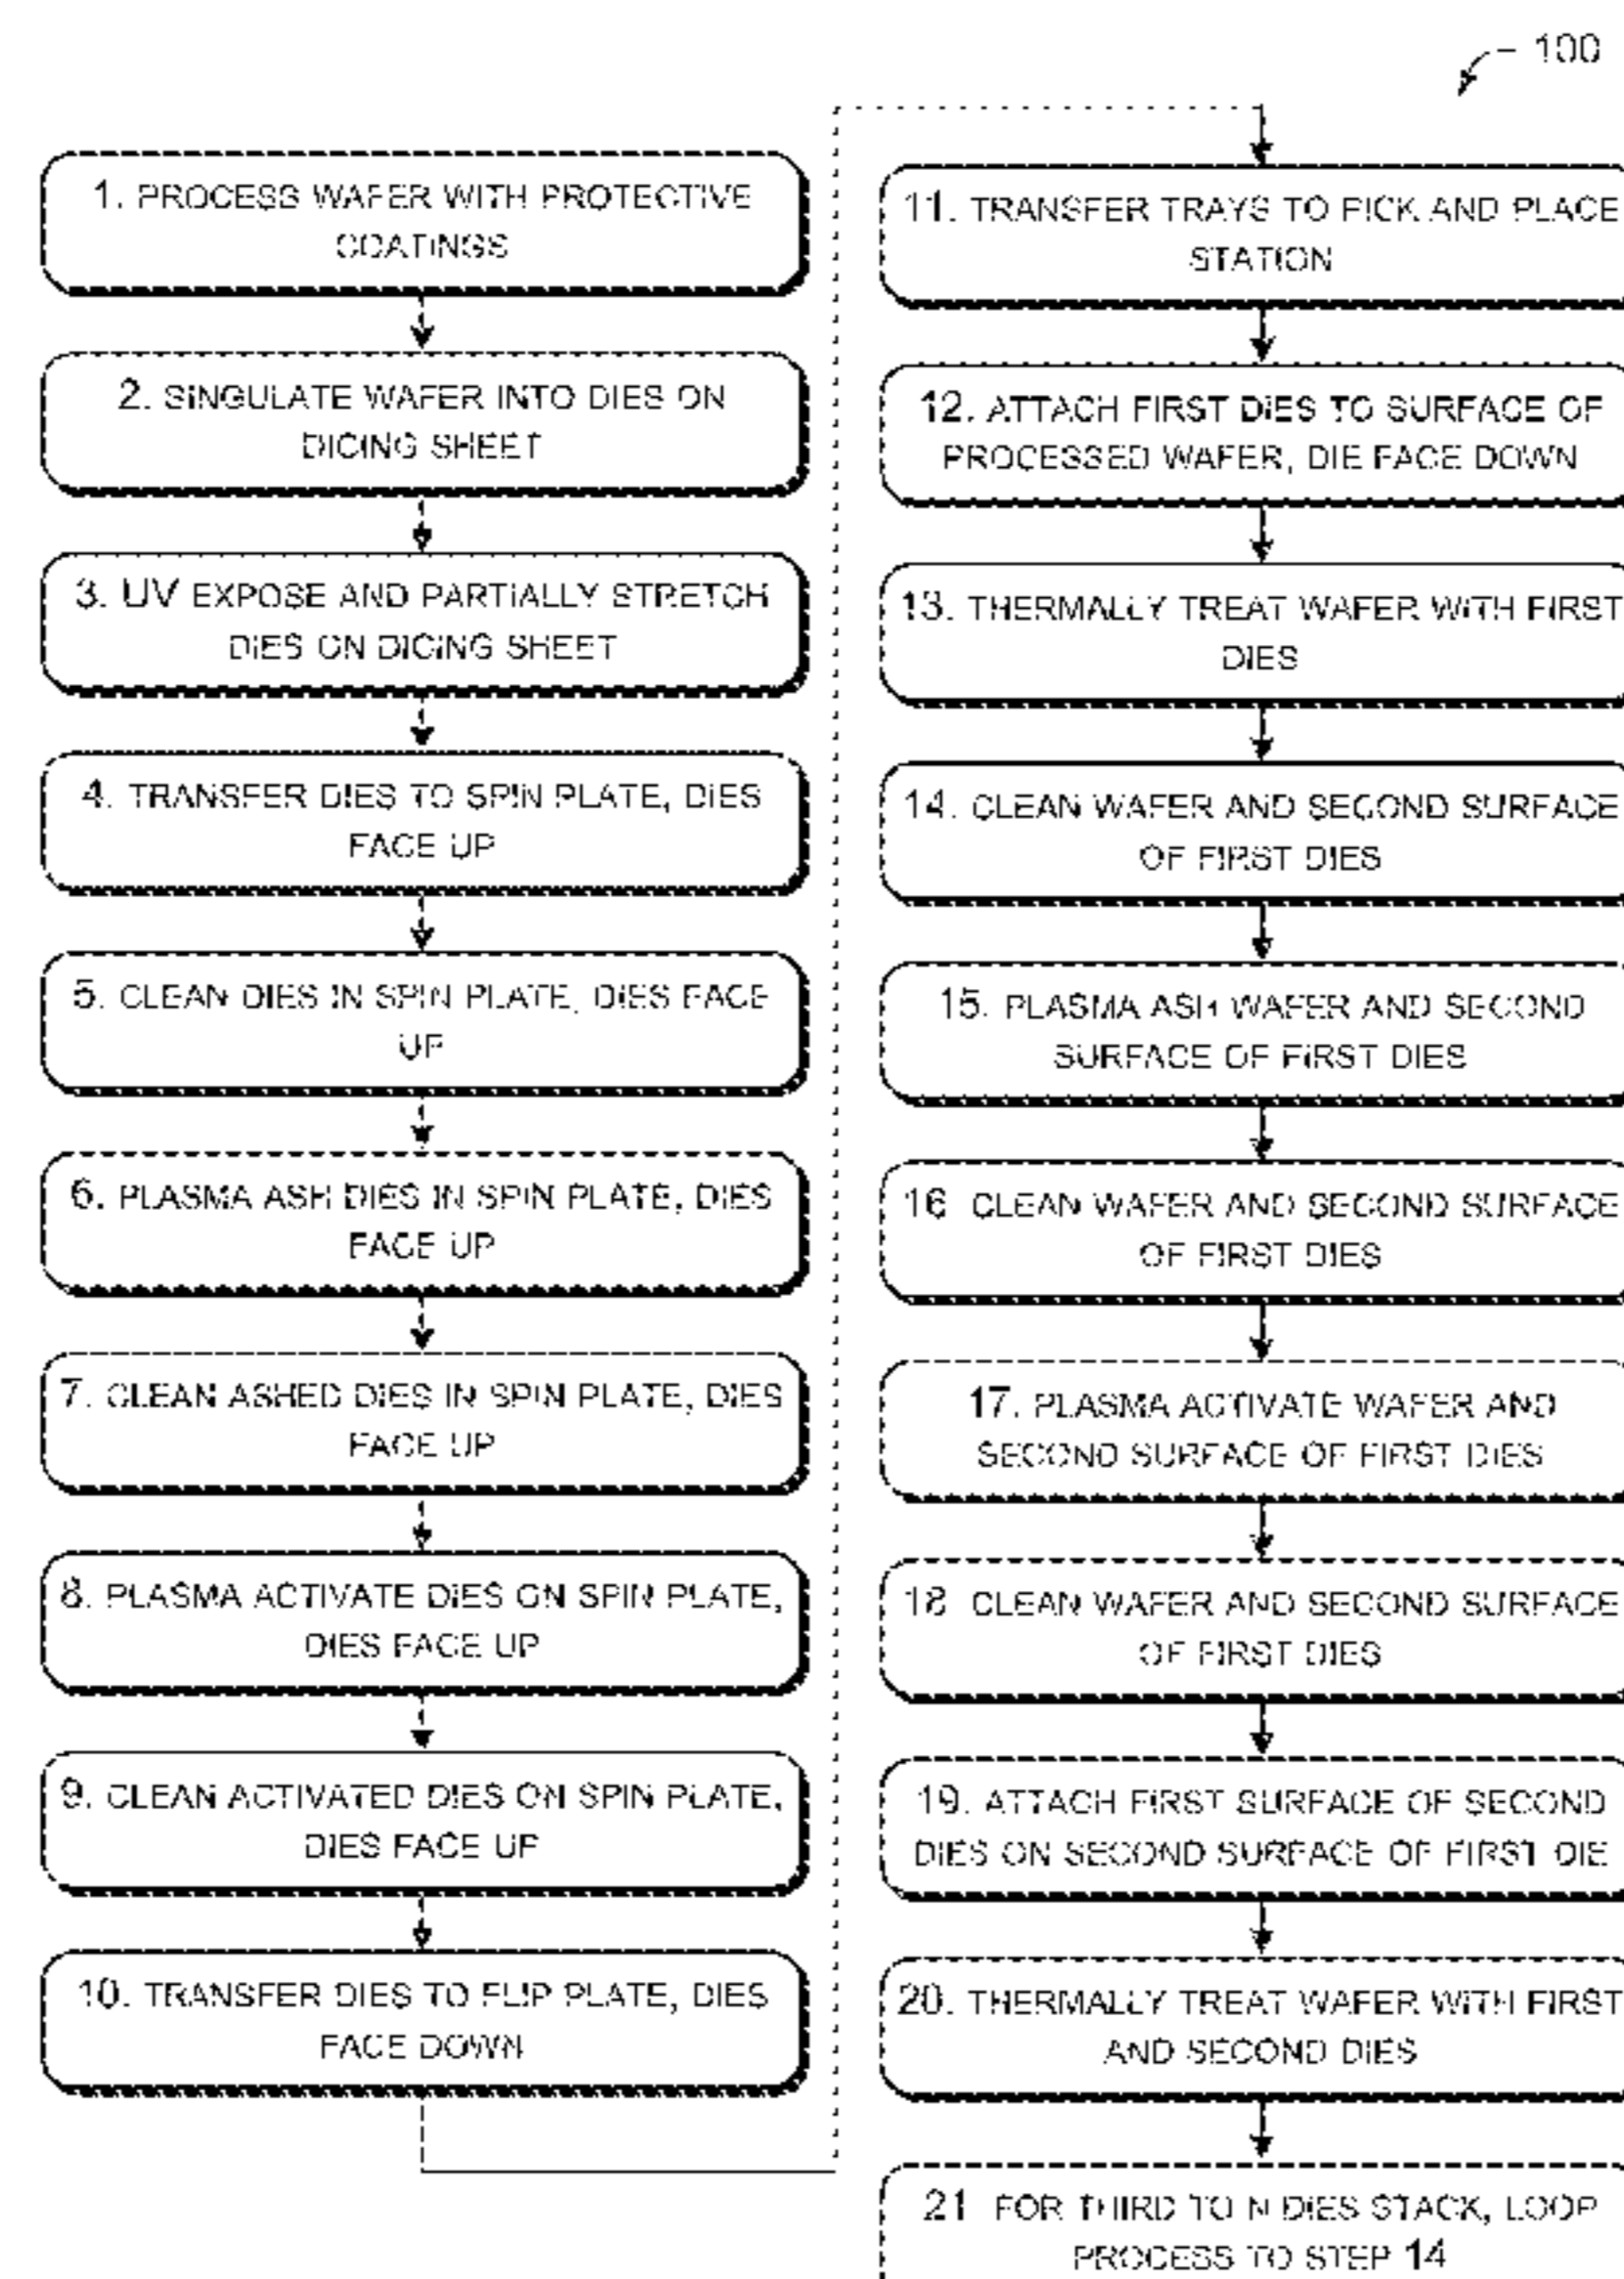 100
1. PROCESS WAFER WITH PROTECTIVE
COATINGS
2. SINGULATE WAFER INTO DIES ON
DICING SHEET
3. UV EXPOSE AND PARTIALLY STRETCH
DIES ON DICING SHEET
4. TRANSFER DIES TO SPIN PLATE, DIES
FACE UP
5. CLEAN DIES IN SPIN PLATE, DIES FACE
UP
6. PLASMA ASH DIES IN SPIN PLATE, DIES
FACE UP
7. CLEAN ASHED DIES IN SPIN PLATE, DIES
FACE UP
8. PLASMA ACTIVATE DIES ON SPIN PLATE,
DIES FACE UP
9. CLEAN ACTIVATED DIES ON SPIN PLATE,
DIES FACE UP
10. TRANSFER DIES TO FLIP PLATE, DIES
FACE DOWN
11. TRANSFER TRAYS TO PICK AND PLACE
STATION
12. ATTACH FIRST DIES TO SURFACE OF
PROCESSED WAFER, DIE FACE DOWN
13. THERMALLY TREAT WAFER WITH FIRST
DIES
14. CLEAN WAFER AND SECOND SURFACE
OF FIRST DIES
15. PLASMA ASH WAFER AND SECOND
SURFACE OF FIRST DIES
16 CLEAN WAFER AND SECOND SURFACE
OF FIRST DIES
17. PLASMA ACTIVATE WAFER AND
SECOND SURFACE OF FIRST DIES
18 CLEAN WAFER AND SECOND SURFACE
OF FIRST DIES
19. ATTACH FIRST SURFACE OF SECOND
DIES ON SECOND SURFACE OF FIRST DIE
20. THERMALLY TREAT WAFER WITH FIRST
AND SECOND DIES
21 FOR THIRD TO N DIES STACK, LOOP
PROCESS TO STEP 14